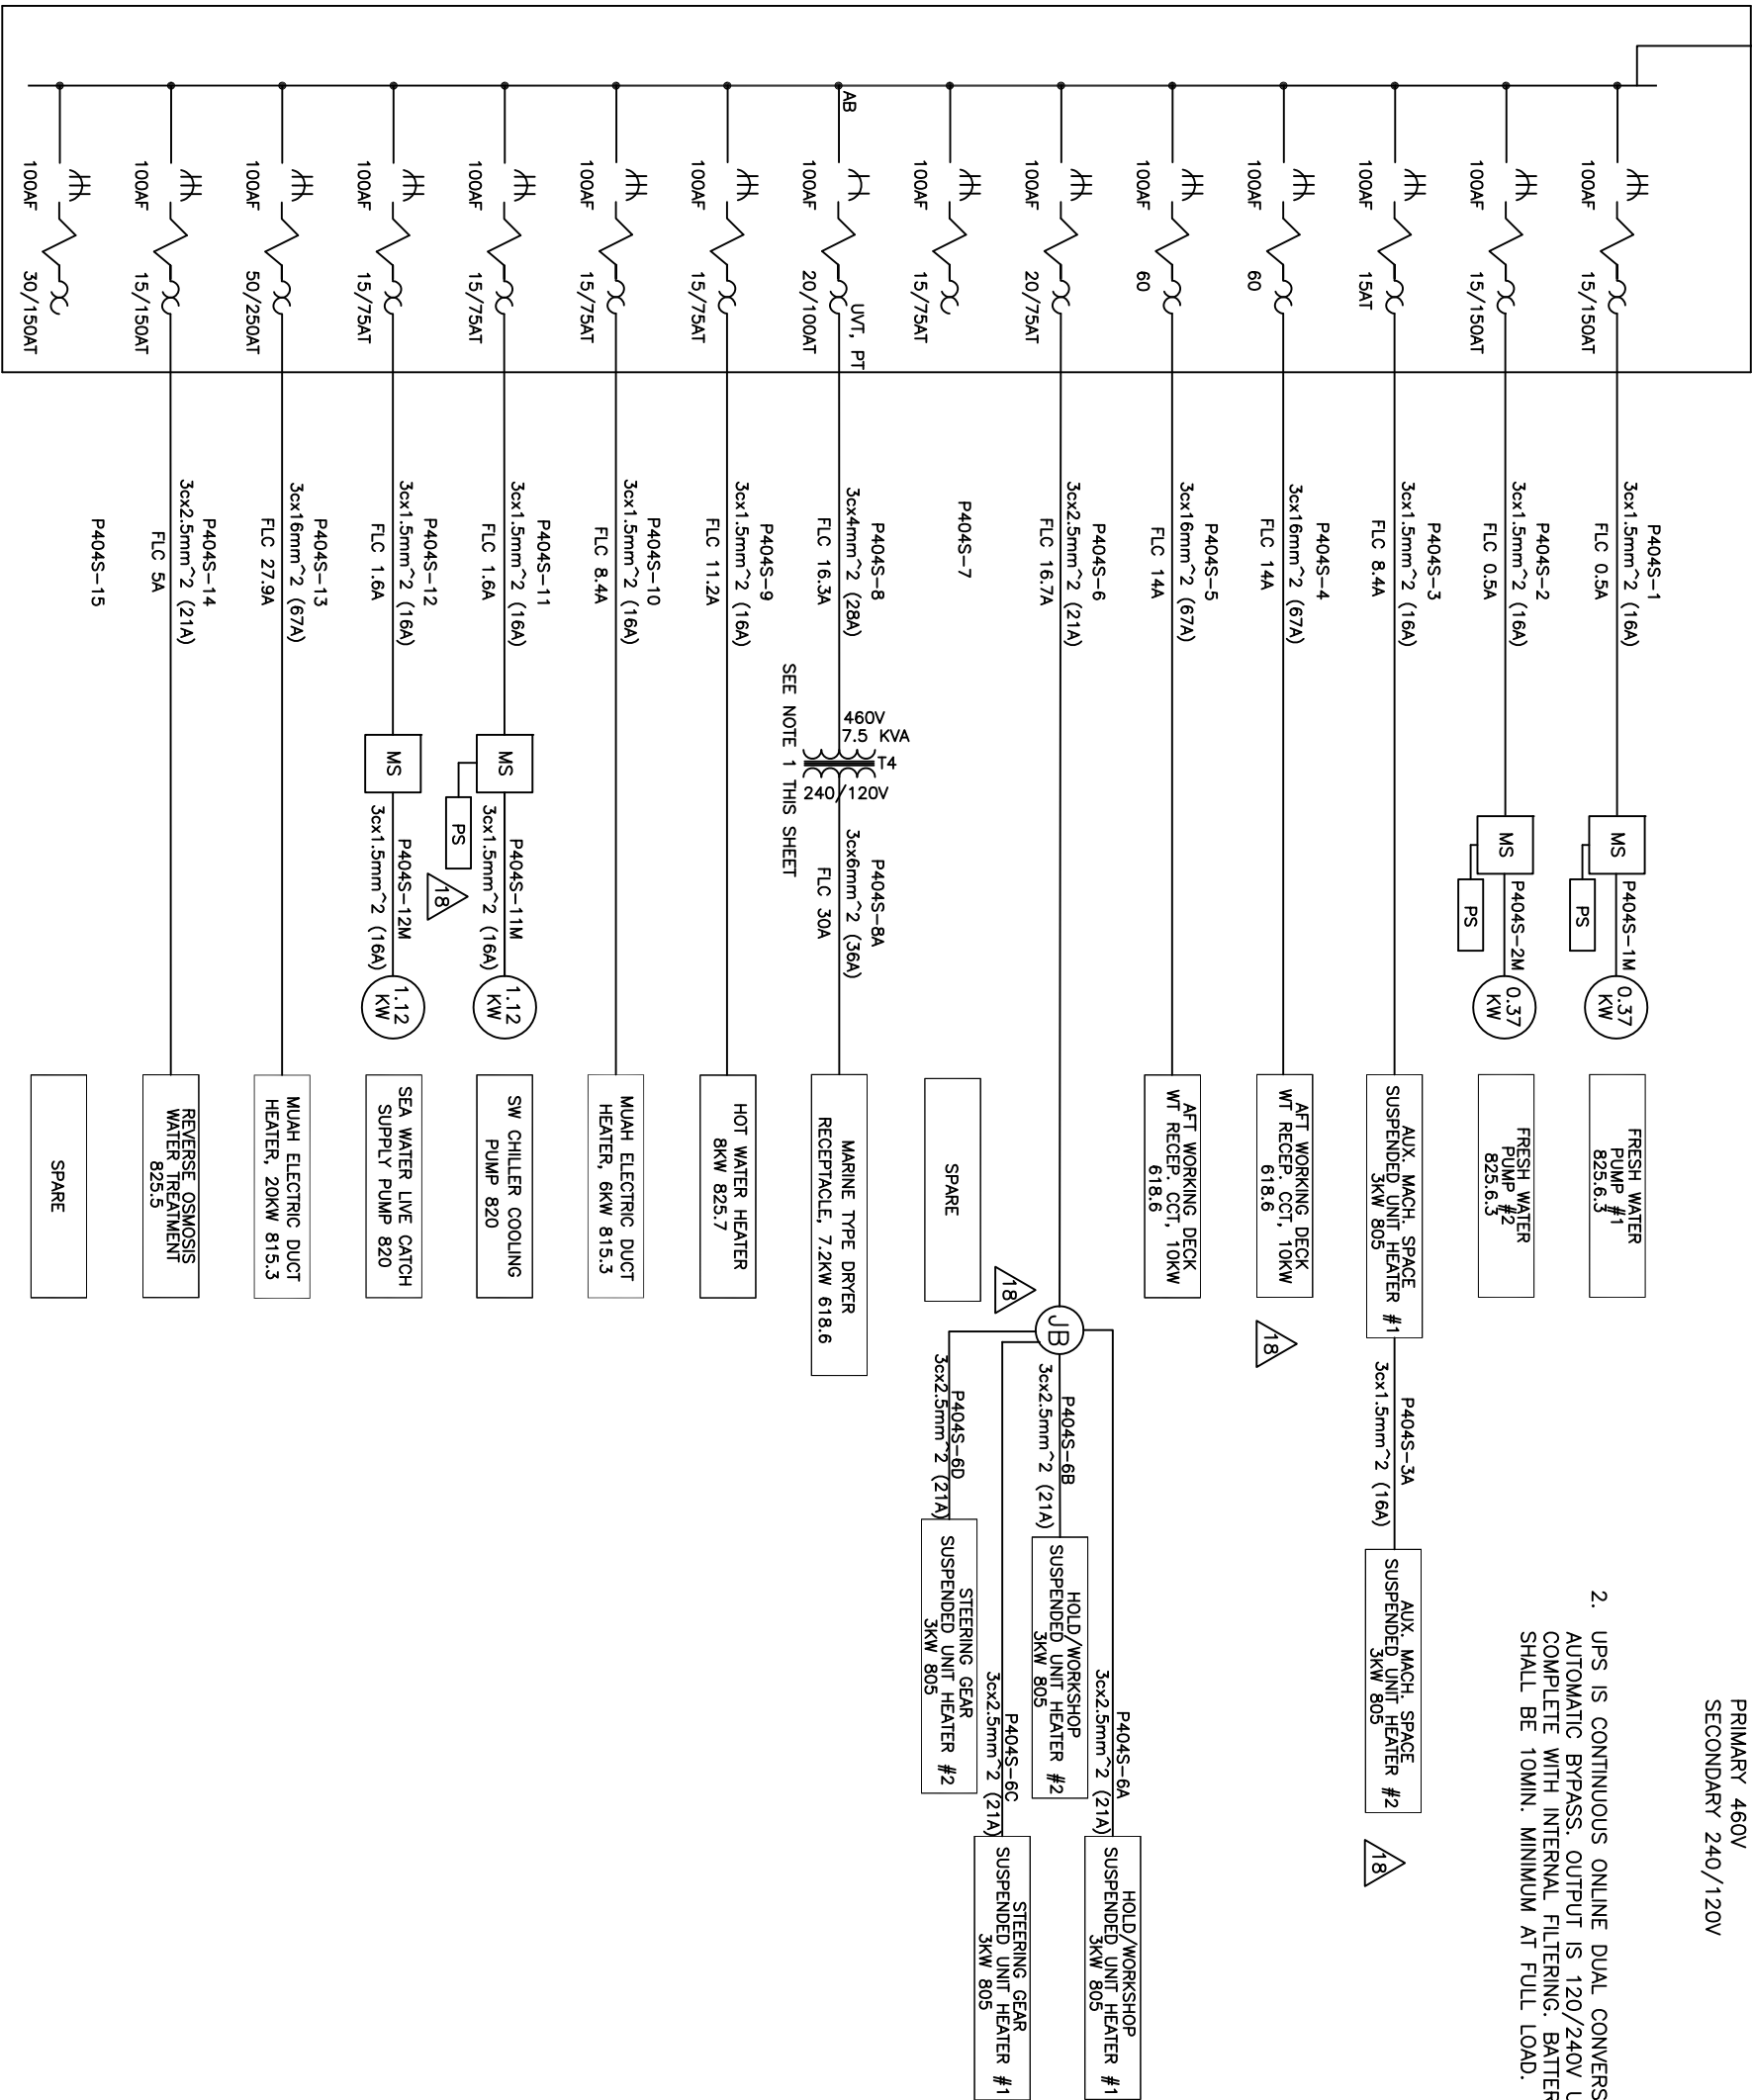 PRIMARY 460V
SECONDARY 240/120V
2. UPS IS CONTINUOUS ONLINE DUAL CONVERS
AUTOMATIC BYPASS. OUTPUT IS 120/240V U
COMPLETE WITH INTERNAL FILTERING. BATTER
SHALL BE 10MIN. MINIMUM AT FULL LOAD.
100AF
15/150AT
P404S-1
3cx1.5mm^2 (16A)
FLC 0.5A
MS
PS
P404S-1M
0.37
KW
FRESH WATER
PUMP #1
825.6.3
100AF
15/150AT
P404S-2
3cx1.5mm^2 (16A)
FLC 0.5A
MS
PS
P404S-2M
0.37
KW
FRESH WATER
PUMP #2
825.6.3
100AF
15AT
P404S-3
3cx1.5mm^2 (16A)
FLC 8.4A
AUX. MACH. SPACE
SUSPENDED UNIT HEATER #1
3KW 805
P404S-3A
3cx1.5mm^2 (16A)
AUX. MACH. SPACE
SUSPENDED UNIT HEATER #2
3KW 805
18
100AF
60
P404S-4
3cx16mm^2 (67A)
FLC 14A
AFT WORKING DECK
WT RECEP. CCT, 10KW
618.6
18
100AF
60
P404S-5
3cx16mm^2 (67A)
FLC 14A
AFT WORKING DECK
WT RECEP. CCT, 10KW
618.6
100AF
20/75AT
P404S-6
3cx2.5mm^2 (21A)
FLC 16.7A
JB
18
P404S-6A
3cx2.5mm^2 (21A)
HOLD/WORKSHOP
SUSPENDED UNIT HEATER #1
3KW 805
P404S-6B
3cx2.5mm^2 (21A)
HOLD/WORKSHOP
SUSPENDED UNIT HEATER #2
3KW 805
P404S-6C
3cx2.5mm^2 (21A)
STEERING GEAR
SUSPENDED UNIT HEATER #1
3KW 805
P404S-6D
3cx2.5mm^2 (21A)
STEERING GEAR
SUSPENDED UNIT HEATER #2
3KW 805
100AF
15/75AT
P404S-7
SPARE
AB
100AF
UVT, PT
20/100AT
P404S-8
3cx4mm^2 (28A)
FLC 16.3A
460V
7.5 KVA
T4
240/120V
SEE NOTE 1 THIS SHEET
P404S-8A
3cx6mm^2 (36A)
FLC 30A
MARINE TYPE DRYER
RECEPTACLE, 7.2KW 618.6
100AF
15/75AT
P404S-9
3cx1.5mm^2 (16A)
FLC 11.2A
HOT WATER HEATER
8KW 825.7
100AF
15/75AT
P404S-10
3cx1.5mm^2 (16A)
FLC 8.4A
MUAH ELECTRIC DUCT
HEATER, 6KW 815.3
100AF
15/75AT
P404S-11
3cx1.5mm^2 (16A)
FLC 1.6A
MS
PS
P404S-11M
3cx1.5mm^2 (16A)
18
1.12
KW
SW CHILLER COOLING
PUMP 820
100AF
15/75AT
P404S-12
3cx1.5mm^2 (16A)
FLC 1.6A
MS
P404S-12M
3cx1.5mm^2 (16A)
1.12
KW
SEA WATER LIVE CATCH
SUPPLY PUMP 820
100AF
50/250AT
P404S-13
3cx16mm^2 (67A)
FLC 27.9A
MUAH ELECTRIC DUCT
HEATER, 20KW 815.3
100AF
15/150AT
P404S-14
3cx2.5mm^2 (21A)
FLC 5A
REVERSE OSMOSIS
WATER TREATMENT
825.5
100AF
30/150AT
P404S-15
SPARE